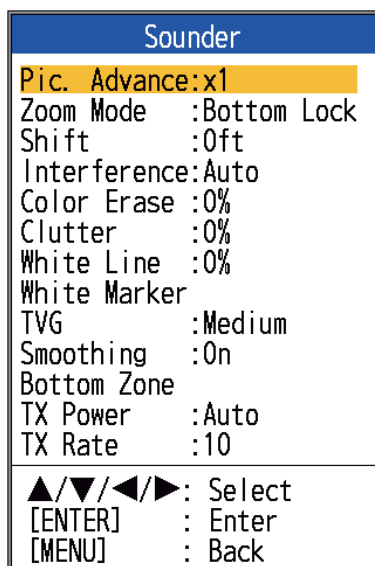 Sounder
Pic. Advance:x1
Zoom Mode :Bottom Lock
Shift :0ft
Interference:Auto
Color Erase :0%
Clutter :0%
White Line :0%
White Marker
TVG :Medium
Smoothing :On
Bottom Zone
TX Power :Auto
TX Rate :10
▲/▼/◀/▶: Select
[ENTER] : Enter
[MENU] : Back